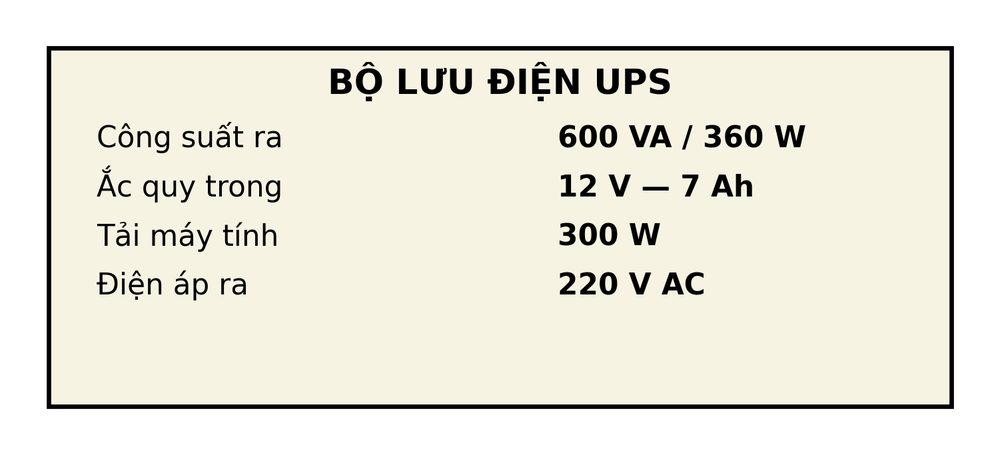 BỘ LƯU ĐIỆN UPS
Công suất ra 600 VA / 360 W
Ắc quy trong 12 V — 7 Ah
Tải máy tính 300 W
Điện áp ra 220 V AC